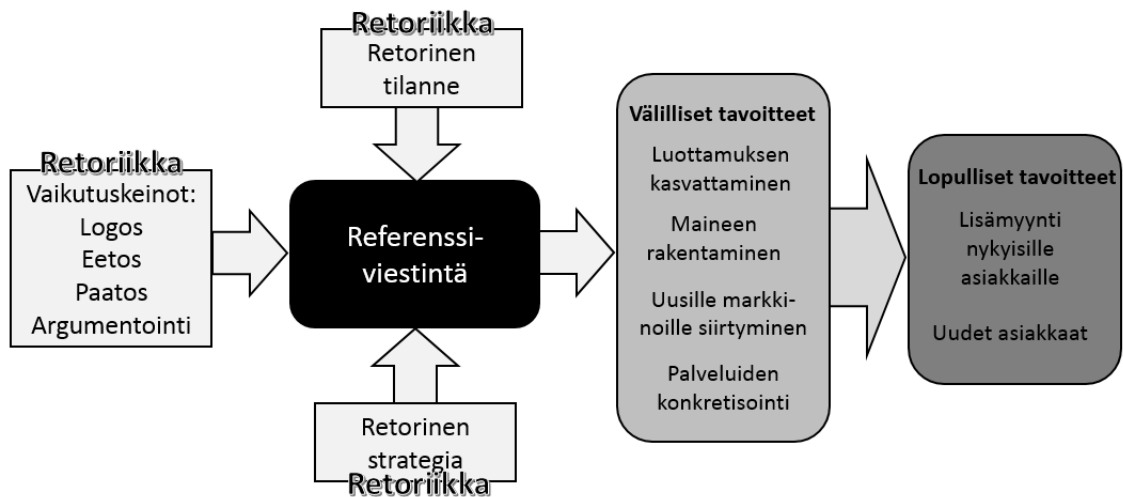 Retoriikka
Retorinen
tilanne
Retoriikka
Vaikutuskeinot:
Logos
Eetos
Paatos
Argumentointi
Referenssi-
viestintä
Retorinen
strategia
Retoriikka
Välilliset tavoitteet
Luottamuksen
kasvattaminen
Maineen
rakentaminen
Uusille markki-
noille siirtyminen
Palveluiden
konkretisointi
Lopulliset tavoitteet
Lisämyynti
nykyisille
asiakkaille
Uudet asiakkaat